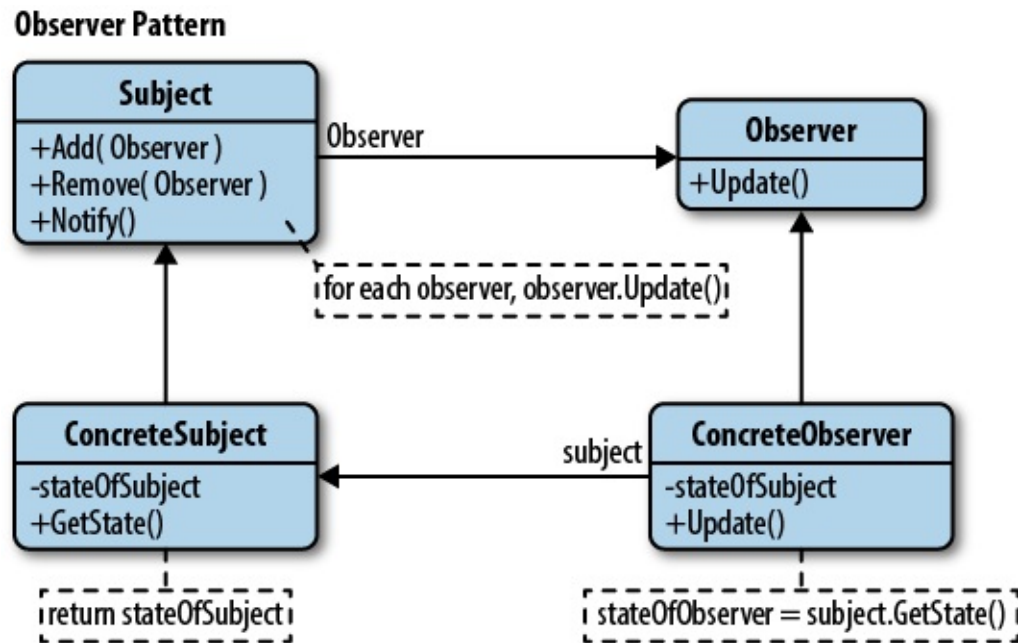 Observer Pattern
Subject
+Add( Observer )
+Remove( Observer )
+Notify()
Observer
Observer
+Update()
for each observer, observer.Update()
ConcreteSubject
-stateOfSubject
+GetState()
subject
ConcreteObserver
-stateOfSubject
+Update()
return stateOfSubject
stateOfObserver = subject.GetState()